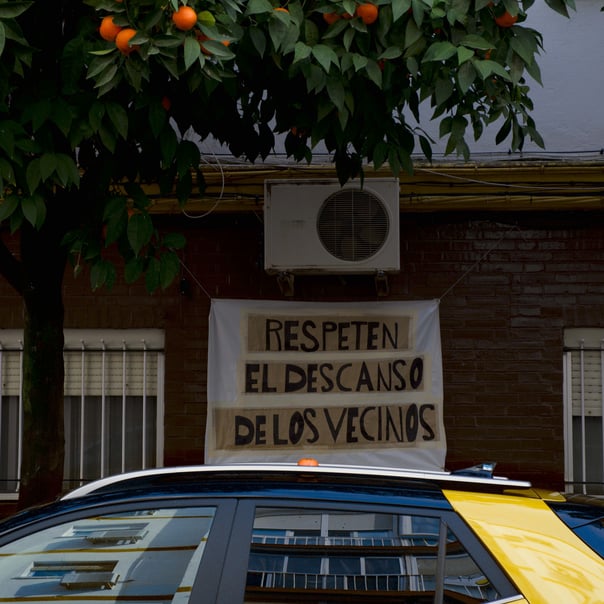 RESPETEN
EL DESCANSO
DE LOS VECINOS